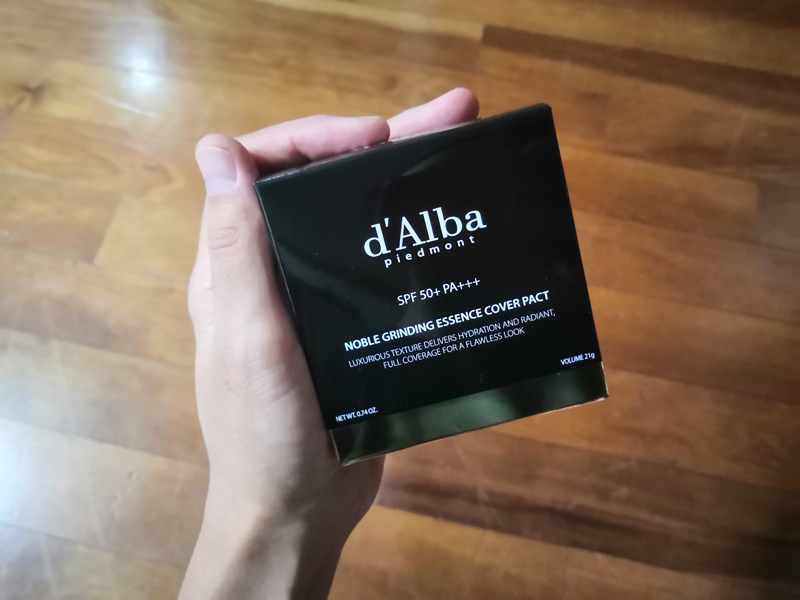 d'Alba
piedmont
SPF 50+ PA+++
NOBLE GRINDING ESSENCE COVER PACT
LUXURIOUS TEXTURE DELIVERS HYDRATION AND RADIANT,
FULL COVERAGE FOR A FLAWLESS LOOK
NET WT. 0.74 OZ.
VOLUME 21g